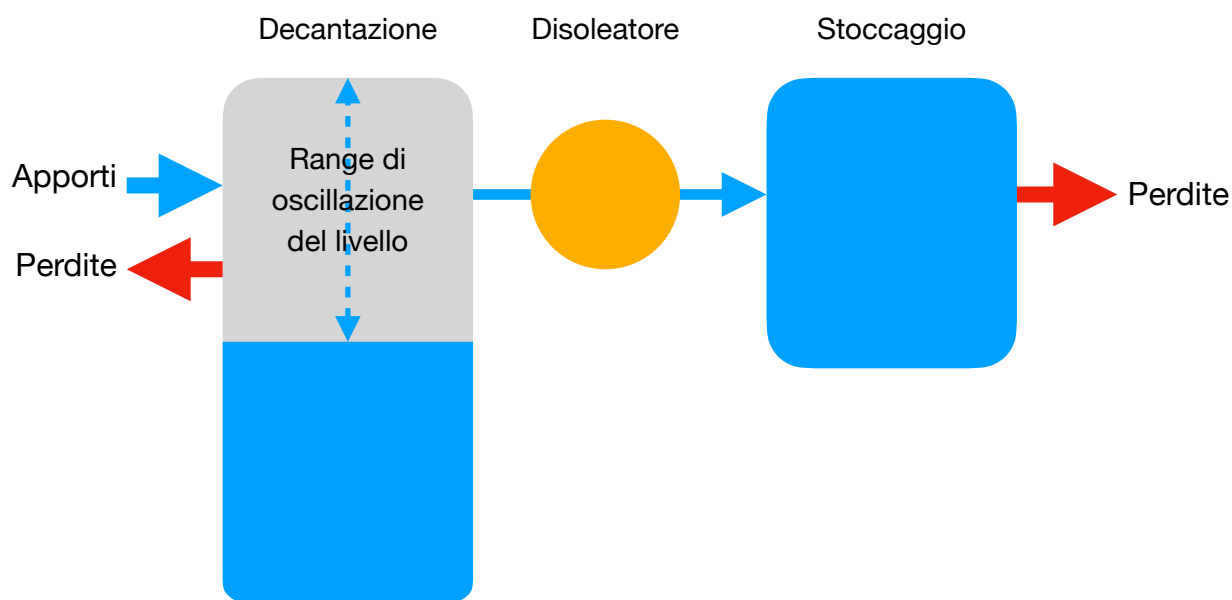 Decantazione
Disoleatore
Stoccaggio
Apporti
Range di
oscillazione
del livello
Perdite
Perdite